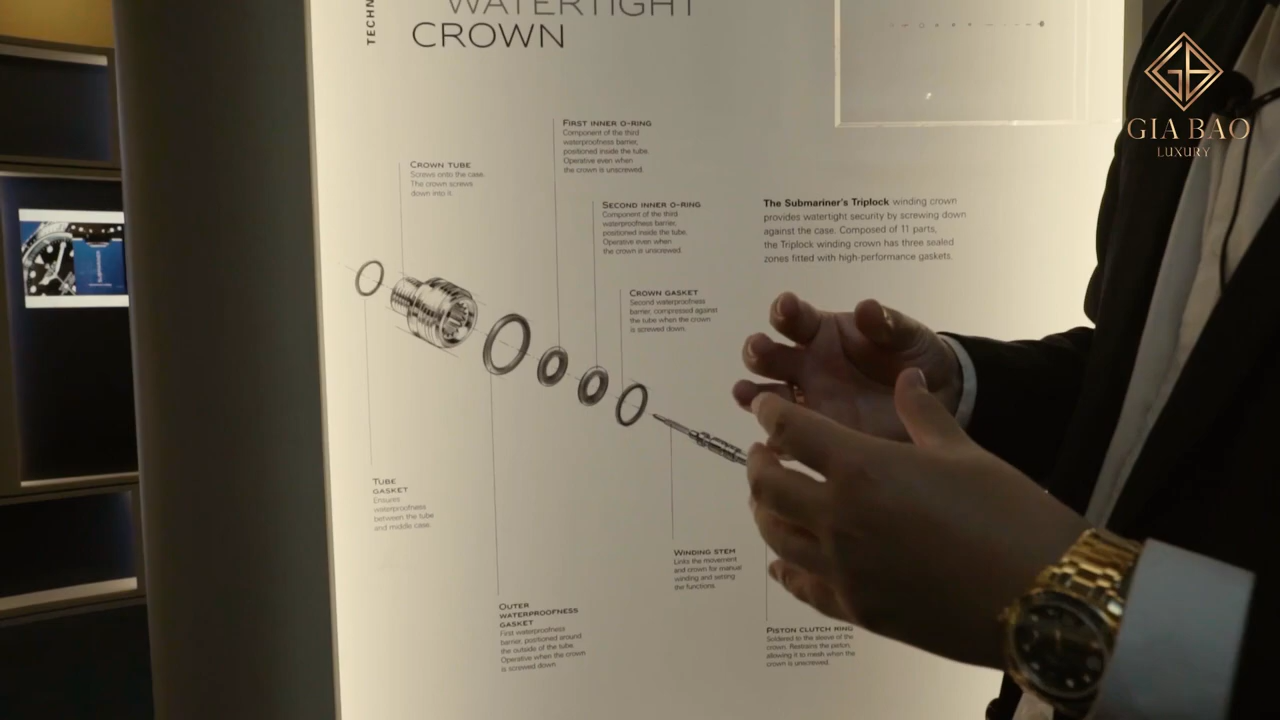 TECHN
WATERTIGHT
CROWN
GIA BAO
LUXURY
FIRST INNER O-RING
Component of the third
waterproofness barrier,
positioned inside the tube.
Operative even when
the crown is unscrewed.
CROWN TUBE
Screws onto the case.
The crown screws
down into it.
SECOND INNER O-RING
Component of the third
waterproofness barrier,
positioned inside the tube.
Operative even when
the crown is unscrewed.
The Submariner's Triplock winding crown
provides watertight security by screwing down
against the case. Composed of 11 parts,
the Triplock winding crown has three sealed
zones fitted with high-performance gaskets.
CROWN GASKET
Second waterproofness
barrier, compressed against
the tube when the crown
is screwed down.
TUBE
GASKET
Ensures
waterproofness
between the tube
and middle case.
WINDING STEM
Links the movement
and crown for manual
winding and setting
the functions.
OUTER
WATERPROOFNESS
GASKET
First waterproofness
barrier, positioned around
the outside of the tube.
Operative when the crown
is screwed down.
PISTON CLUTCH RING
Soldered to the sleeve of the
crown. Restrains the piston,
allowing it to mesh when the
crown is unscrewed.